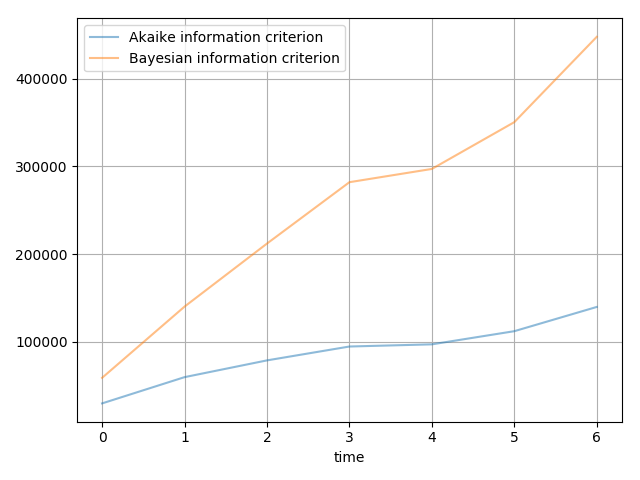 Akaike information criterion
Bayesian information criterion
400000
300000
200000
100000
0 1 2 3 4 5 6
time